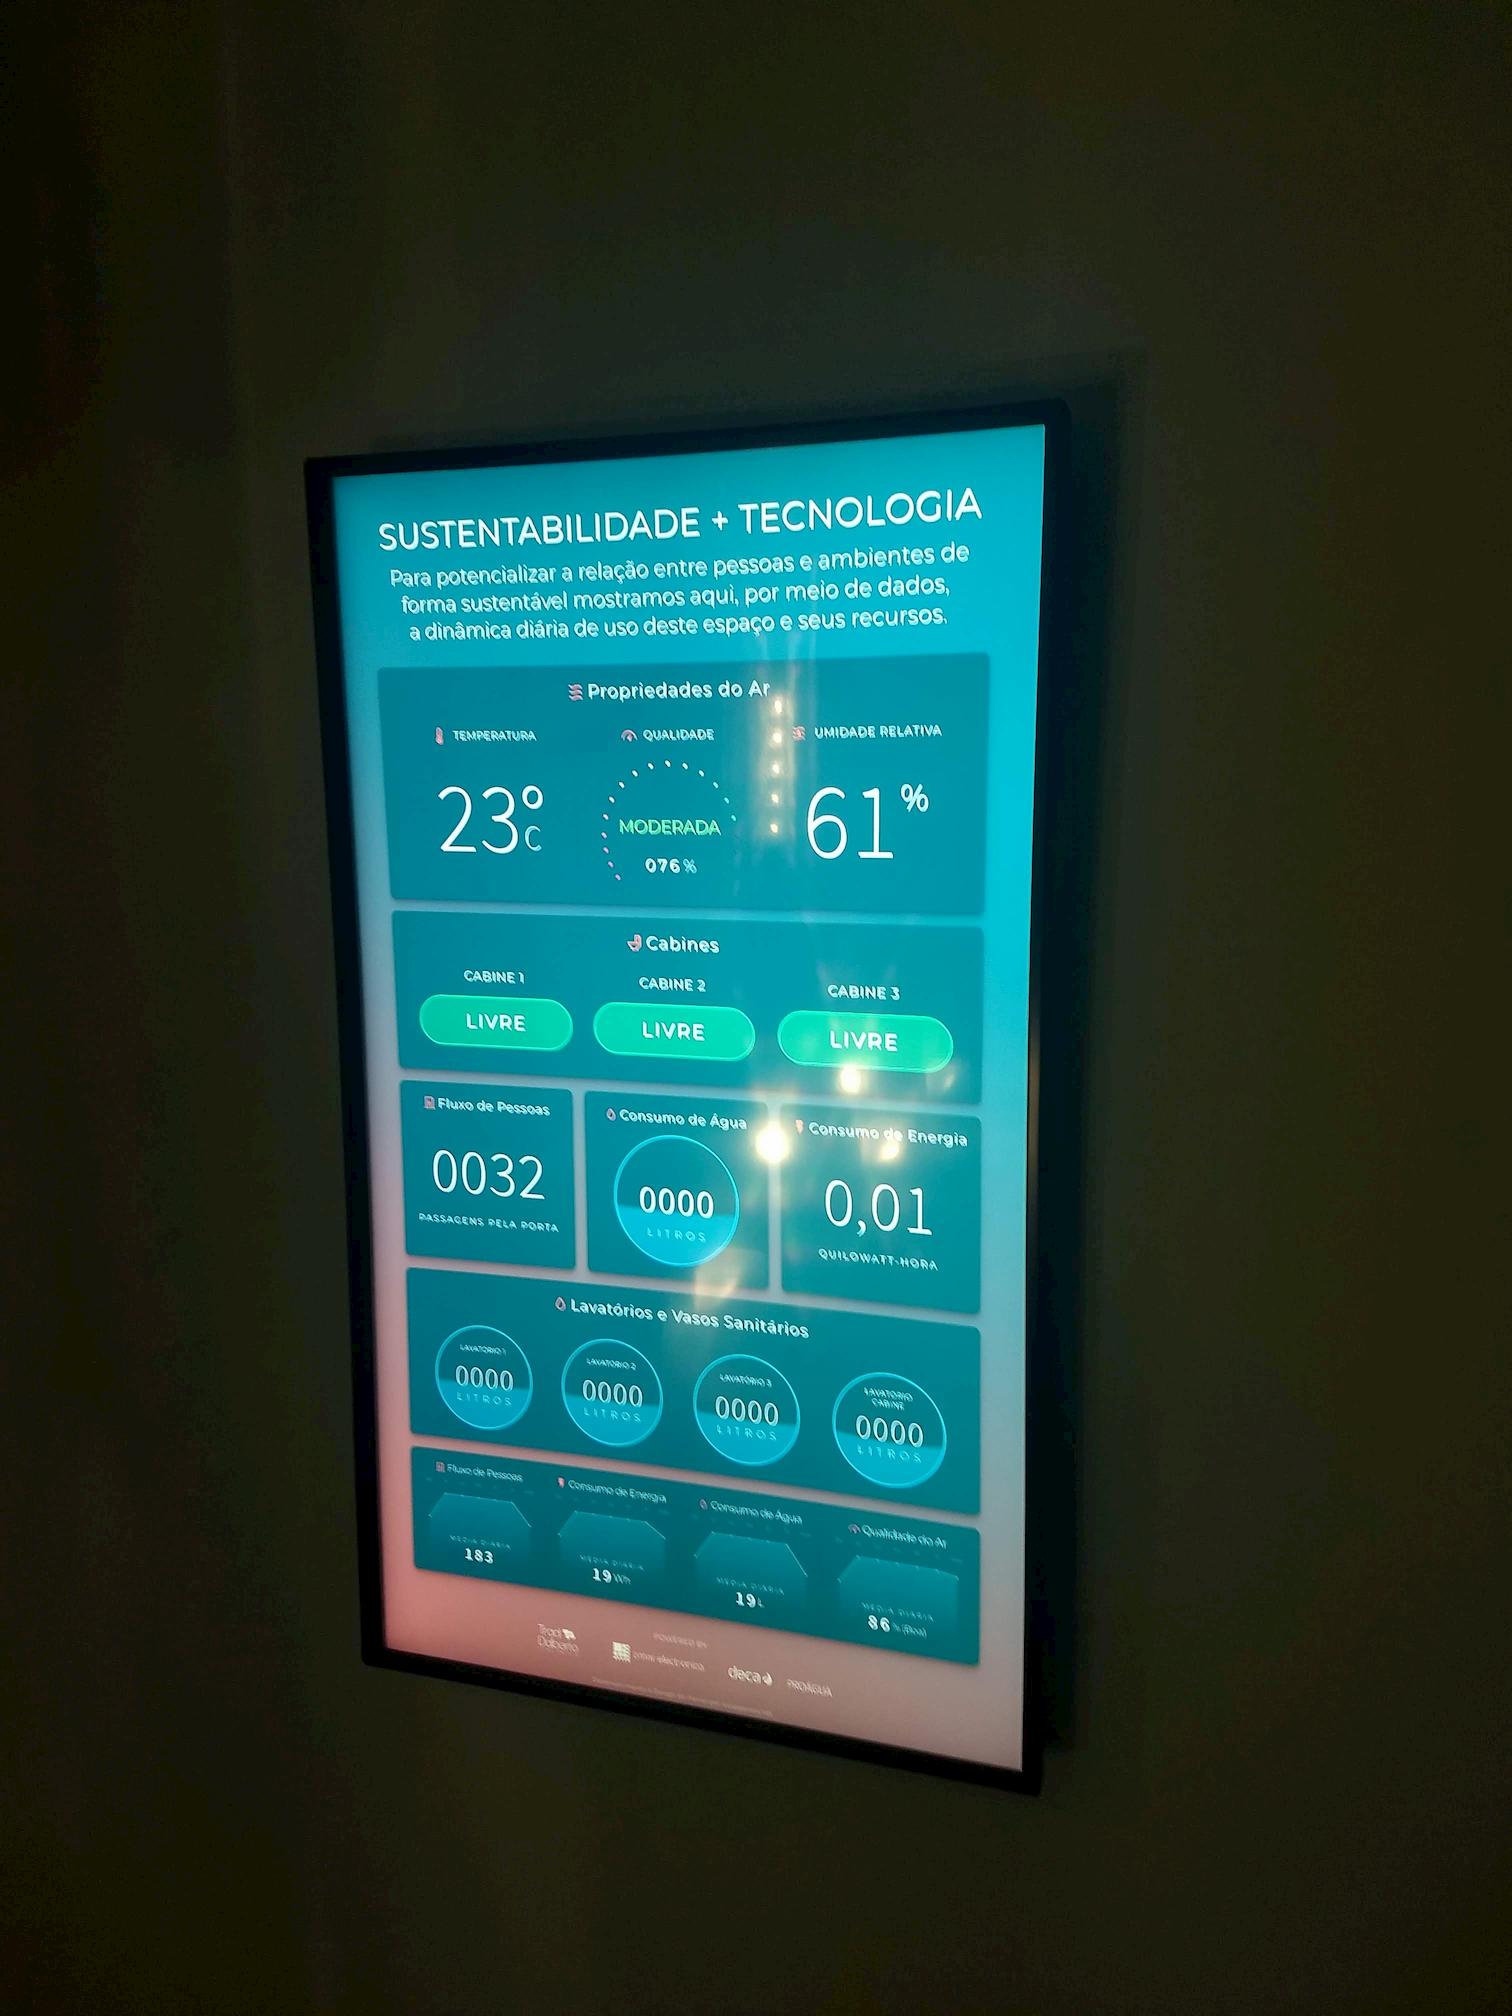 SUSTENTABILIDADE + TECNOLOGIA
Para potencializar a relação entre pessoas e ambientes de
forma sustentável mostramos aqui, por meio de dados,
a dinâmica diária de uso deste espaço e seus recursos.
Propriedades do Ar
TEMPERATURA
23°C
QUALIDADE
MODERADA
076%
UMIDADE RELATIVA
61%
Cabines
CABINE 1
LIVRE
CABINE 2
LIVRE
CABINE 3
LIVRE
Fluxo de Pessoas
0032
PASSAGENS PELA PORTA
Consumo de Água
0000
LITROS
Consumo de Energia
0,01
QUILOWATT-HORA
Lavatórios e Vasos Sanitários
LAVATÓRIO 1
0000
LITROS
LAVATÓRIO 2
0000
LITROS
LAVATÓRIO 3
0000
LITROS
LAVATÓRIO
CABINE
0000
LITROS
Fluxo de Pessoas
MÉDIA DIÁRIA
183
Consumo de Energia
MÉDIA DIÁRIA
19 Wh
Consumo de Água
MÉDIA DIÁRIA
19 L
Qualidade do Ar
MÉDIA DIÁRIA
86 % (Boa)
POWERED BY
deca
PROÁGUA